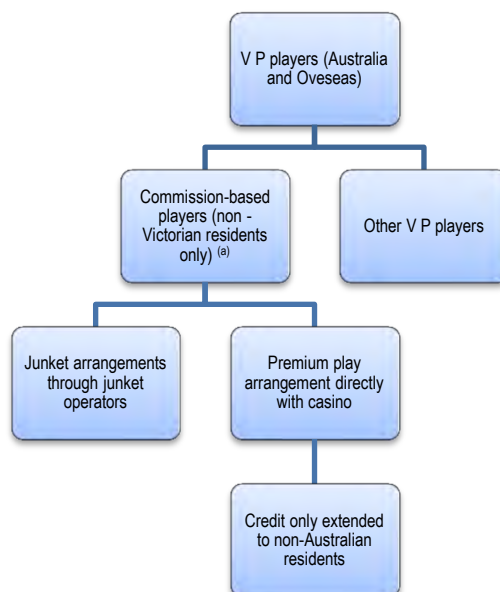 V P players (Australia
and Oveseas)
Commission-based
players (non -
Victorian residents
only) (a)
Other V P players
Junket arrangements
through junket
operators
Premium play
arrangement directly
with casino
Credit only extended
to non-Australian
residents